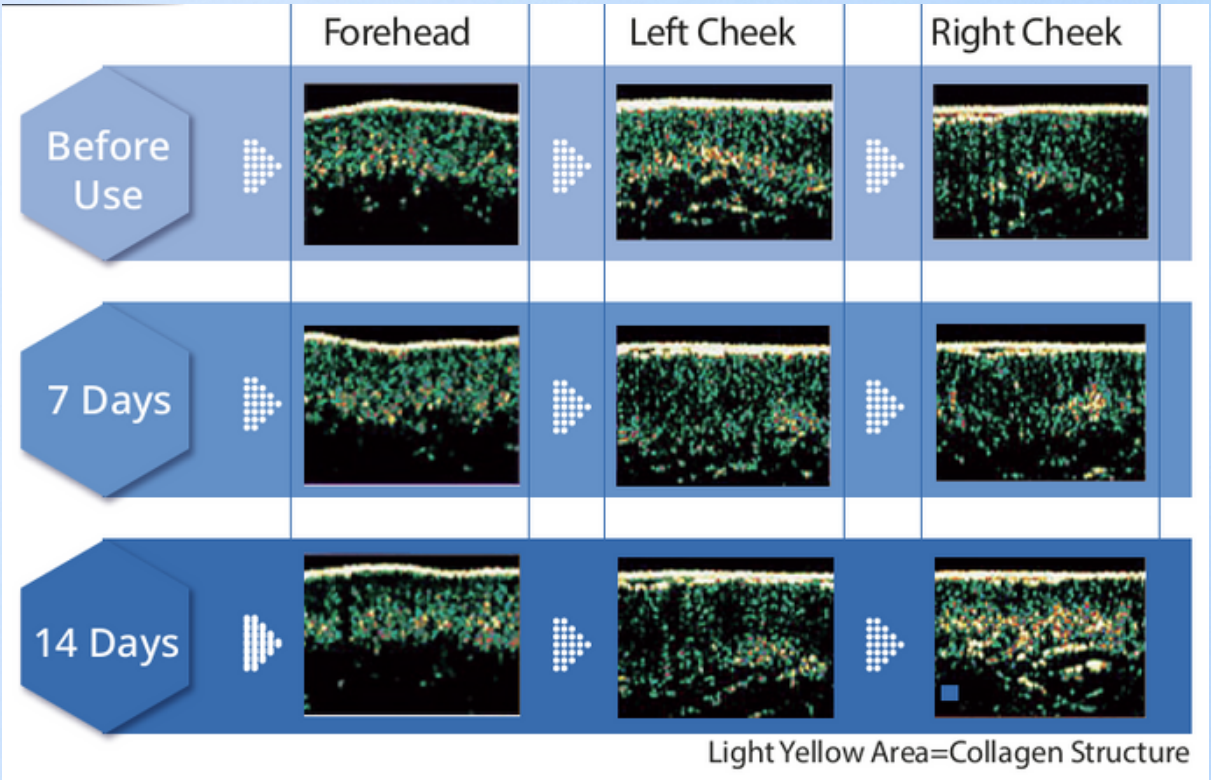 Forehead
Left Cheek
Right Cheek
Before
Use
7 Days
14 Days
Light Yellow Area=Collagen Structure